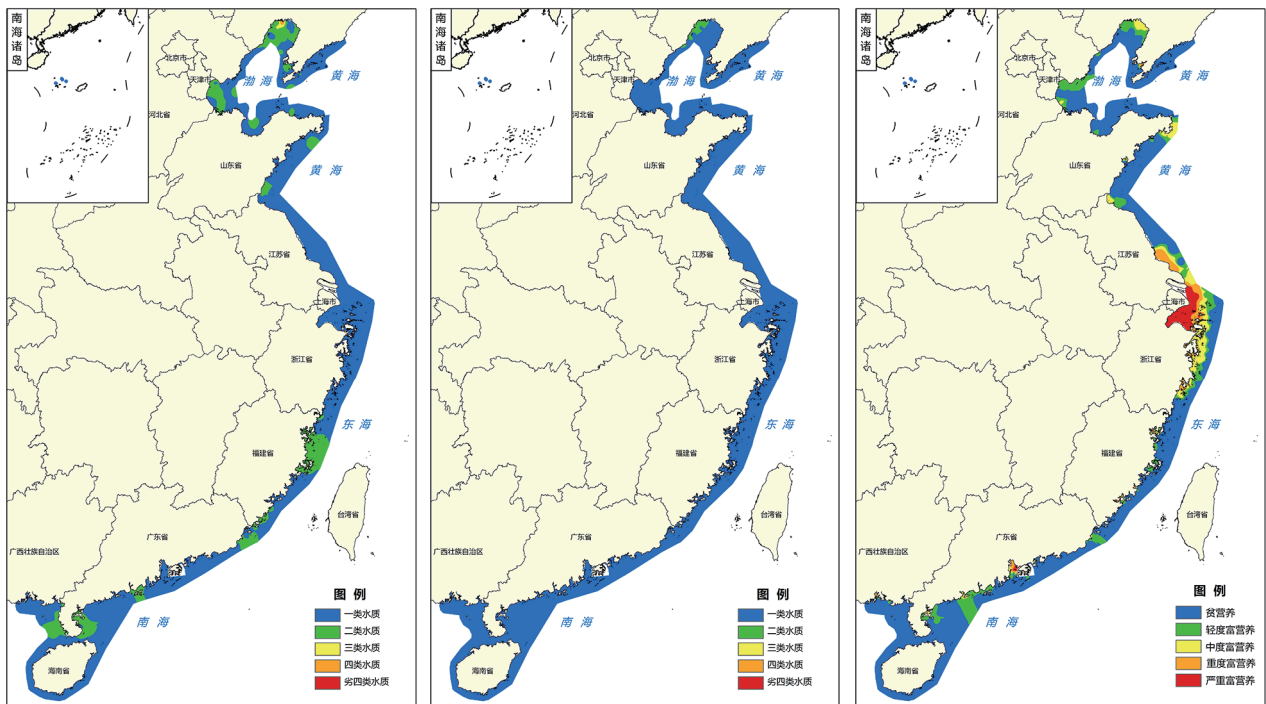 南海诸岛
北京市
天津市
渤 海
黄 海
河北省
山东省
黄 海
江苏省
上海市
浙江省
东 海
福建省
台湾省
广东省
广西壮族自治区
南 海
海南省
图 例
一类水质
二类水质
三类水质
四类水质
劣四类水质
南海诸岛
北京市
天津市
渤 海
黄 海
河北省
山东省
黄 海
江苏省
上海市
浙江省
东 海
福建省
台湾省
广东省
广西壮族自治区
南 海
海南省
图 例
一类水质
二类水质
三类水质
四类水质
劣四类水质
南海诸岛
北京市
天津市
渤 海
黄 海
河北省
山东省
黄 海
江苏省
上海市
浙江省
东 海
福建省
台湾省
广东省
广西壮族自治区
南 海
海南省
图 例
贫营养
轻度富营养
中度富营养
重度富营养
严重富营养